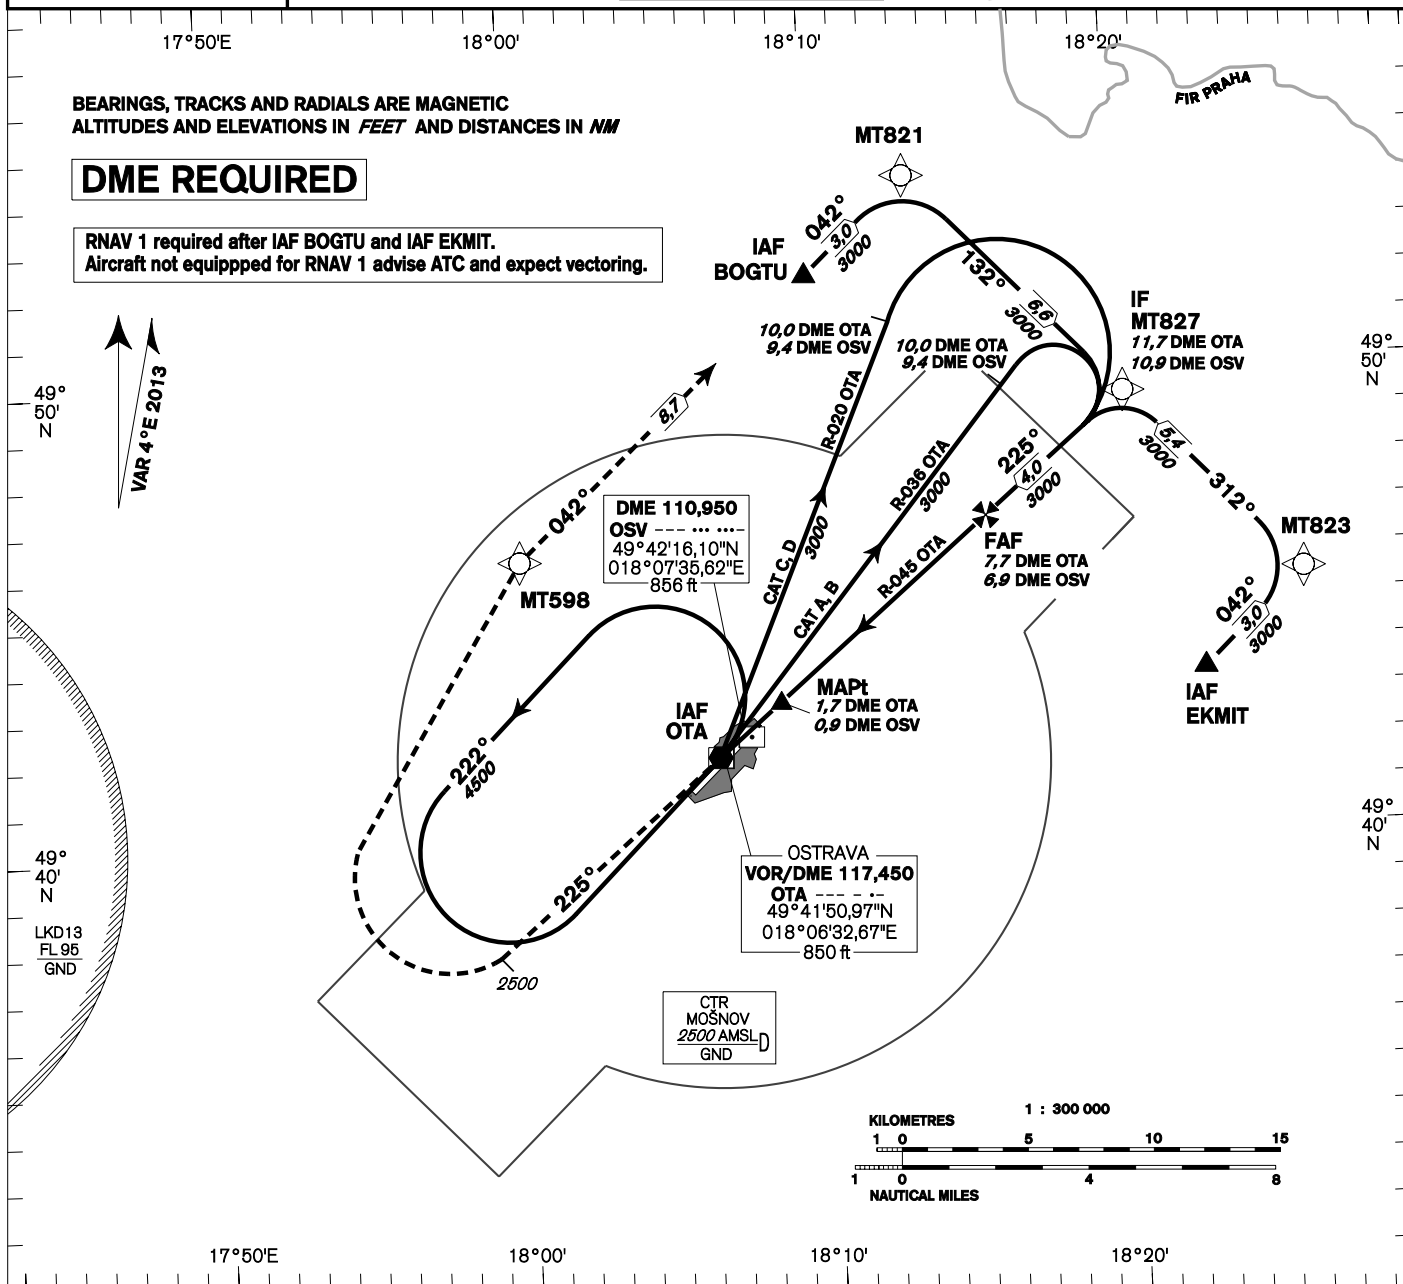 17°50'E
18°00'
18°10'
18°20'
FIR PRAHA
BEARINGS, TRACKS AND RADIALS ARE MAGNETIC
ALTITUDES AND ELEVATIONS IN FEET AND DISTANCES IN NM
DME REQUIRED
RNAV 1 required after IAF BOGTU and IAF EKMIT.
Aircraft not equippped for RNAV 1 advise ATC and expect vectoring.
VAR 4°E 2013
MT821
042°
3,0
3000
IAF
BOGTU
132°
6,6
3000
IF
MT827
11,7 DME OTA
10,9 DME OSV
10,0 DME OTA
9,4 DME OSV
10,0 DME OTA
9,4 DME OSV
49°
50'
N
49°
50'
N
8,7
042°
MT598
R-020 OTA
3000
CAT C, D
R-036 OTA
3000
CAT A, B
225°
4,0
3000
R-045 OTA
5,4
3000
312°
MT823
042°
3,0
3000
IAF
EKMIT
FAF
7,7 DME OTA
6,9 DME OSV
DME 110,950
OSV --- ··· ···-
49°42'16,10"N
018°07'35,62"E
856 ft
MAPt
1,7 DME OTA
0,9 DME OSV
IAF
OTA
222°
4500
225°
2500
OSTRAVA
VOR/DME 117,450
OTA --- - ·-
49°41'50,97"N
018°06'32,67"E
850 ft
49°
40'
N
49°
40'
N
LKD13
FL 95
GND
CTR
MOŠNOV
2500 AMSL D
GND
1 : 300 000
KILOMETRES
1 0 5 10 15
1 0 4 8
NAUTICAL MILES
17°50'E
18°00'
18°10'
18°20'